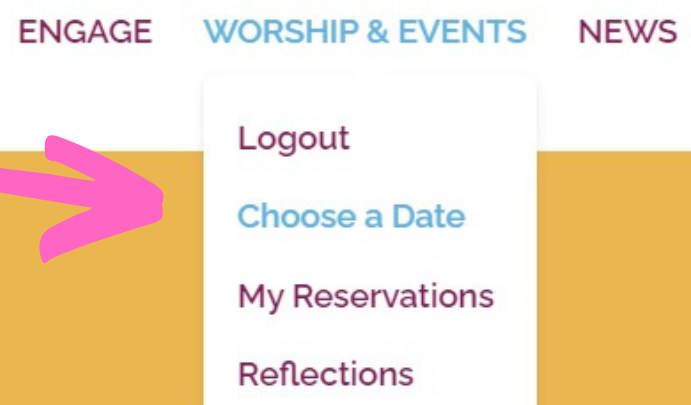 ENGAGE WORSHIP & EVENTS NEWS
Logout
Choose a Date
My Reservations
Reflections